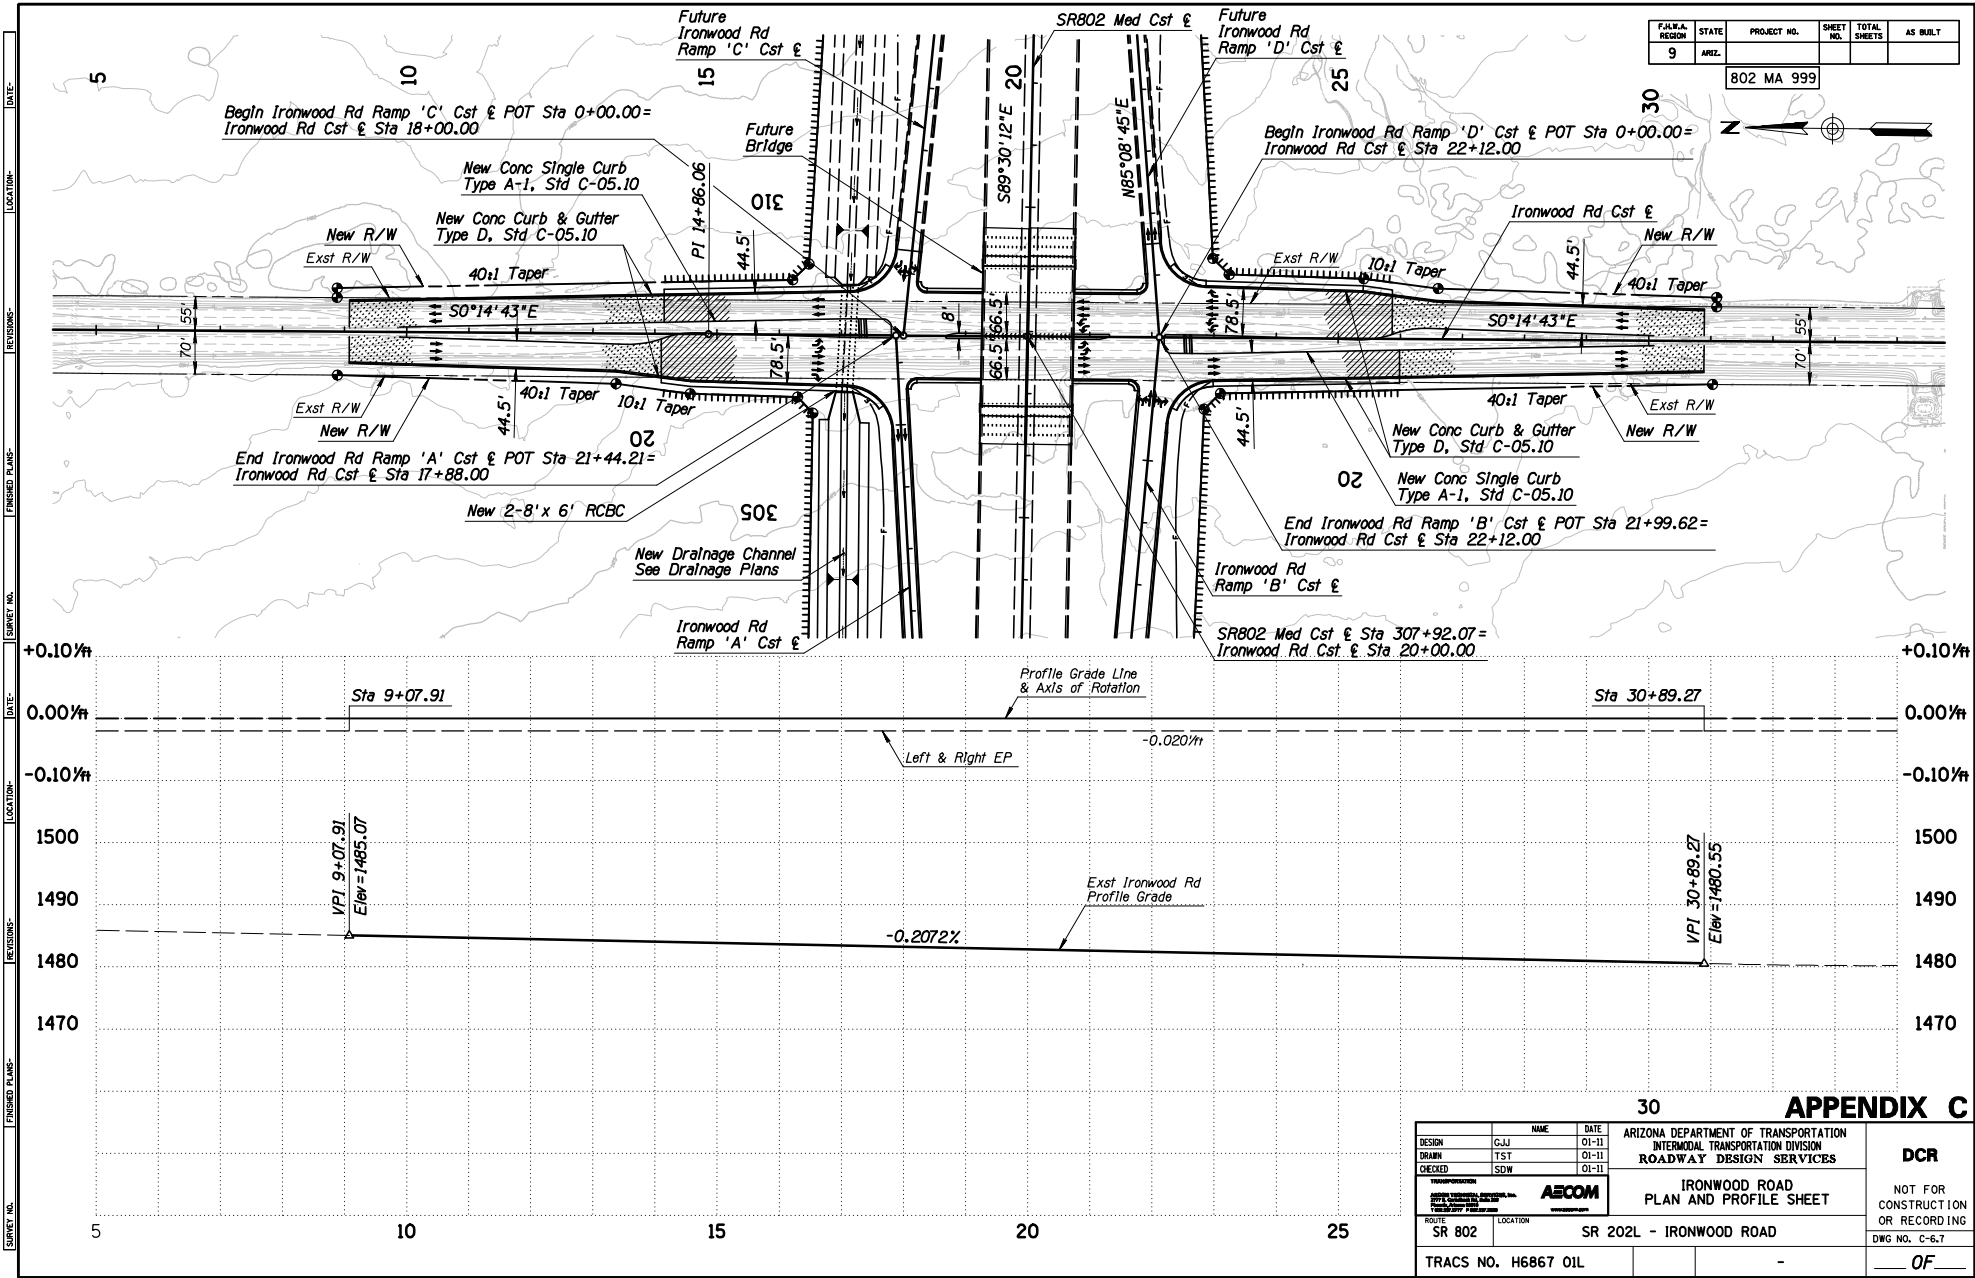 Future
Ironwood Rd
Ramp 'C' Cst ℄
SR802 Med Cst ℄
Future
Ironwood Rd
Ramp 'D' Cst ℄
F.H.W.A. REGION
STATE
PROJECT NO.
SHEET NO.
TOTAL SHEETS
AS BUILT
9
ARIZ.
802 MA 999
5
10
15
20
25
30
Begin Ironwood Rd Ramp 'C' Cst ℄ POT Sta 0+00.00=
Ironwood Rd Cst ℄ Sta 18+00.00
Future
Bridge
S89°30'12"E
N85°08'45"E
Begin Ironwood Rd Ramp 'D' Cst ℄ POT Sta 0+00.00=
Ironwood Rd Cst ℄ Sta 22+12.00
N
New Conc Single Curb
Type A-1, Std C-05.10
PI 14+86.06
310
New Conc Curb & Gutter
Type D, Std C-05.10
Ironwood Rd Cst ℄
New R/W
Exst R/W
40:1 Taper
44.5'
Exst R/W
10:1 Taper
44.5'
New R/W
40:1 Taper
55'
70'
S0°14'43"E
78.5'
8'
66.5'
66.5'
78.5'
S0°14'43"E
55'
70'
Exst R/W
New R/W
44.5'
40:1 Taper
10:1 Taper
20
44.5'
40:1 Taper
Exst R/W
New R/W
End Ironwood Rd Ramp 'A' Cst ℄ POT Sta 21+44.21=
Ironwood Rd Cst ℄ Sta 17+88.00
New Conc Curb & Gutter
Type D, Std C-05.10
20
New Conc Single Curb
Type A-1, Std C-05.10
New 2-8' x 6' RCBC
305
End Ironwood Rd Ramp 'B' Cst ℄ POT Sta 21+99.62=
Ironwood Rd Cst ℄ Sta 22+12.00
New Drainage Channel
See Drainage Plans
Ironwood Rd
Ramp 'B' Cst ℄
Ironwood Rd
Ramp 'A' Cst ℄
SR802 Med Cst ℄ Sta 307+92.07=
Ironwood Rd Cst ℄ Sta 20+00.00
+0.10'/ft
+0.10'/ft
Profile Grade Line
& Axis of Rotation
Sta 9+07.91
Sta 30+89.27
0.00'/ft
0.00'/ft
-0.020'/ft
Left & Right EP
-0.10'/ft
-0.10'/ft
1500
1500
VPI 9+07.91
Elev=1485.07
VPI 30+89.27
Elev=1480.55
Exst Ironwood Rd
Profile Grade
1490
1490
-0.2072%
1480
1480
1470
1470
5
10
15
20
25
30
APPENDIX C
NAME
DATE
DESIGN GJJ 01-11
DRAWN TST 01-11
CHECKED SDW 01-11
ARIZONA DEPARTMENT OF TRANSPORTATION
INTERMODAL TRANSPORTATION DIVISION
ROADWAY DESIGN SERVICES
DCR
TRANSPORTATION
AECOM
IRONWOOD ROAD
PLAN AND PROFILE SHEET
NOT FOR
CONSTRUCTION
OR RECORDING
ROUTE
SR 802
LOCATION
SR 202L - IRONWOOD ROAD
DWG NO. C-6.7
TRACS NO. H6867 01L
-
OF
DATE-
LOCATION-
REVISIONS-
FINISHED PLANS-
SURVEY NO.
DATE-
LOCATION-
REVISIONS-
FINISHED PLANS-
SURVEY NO.